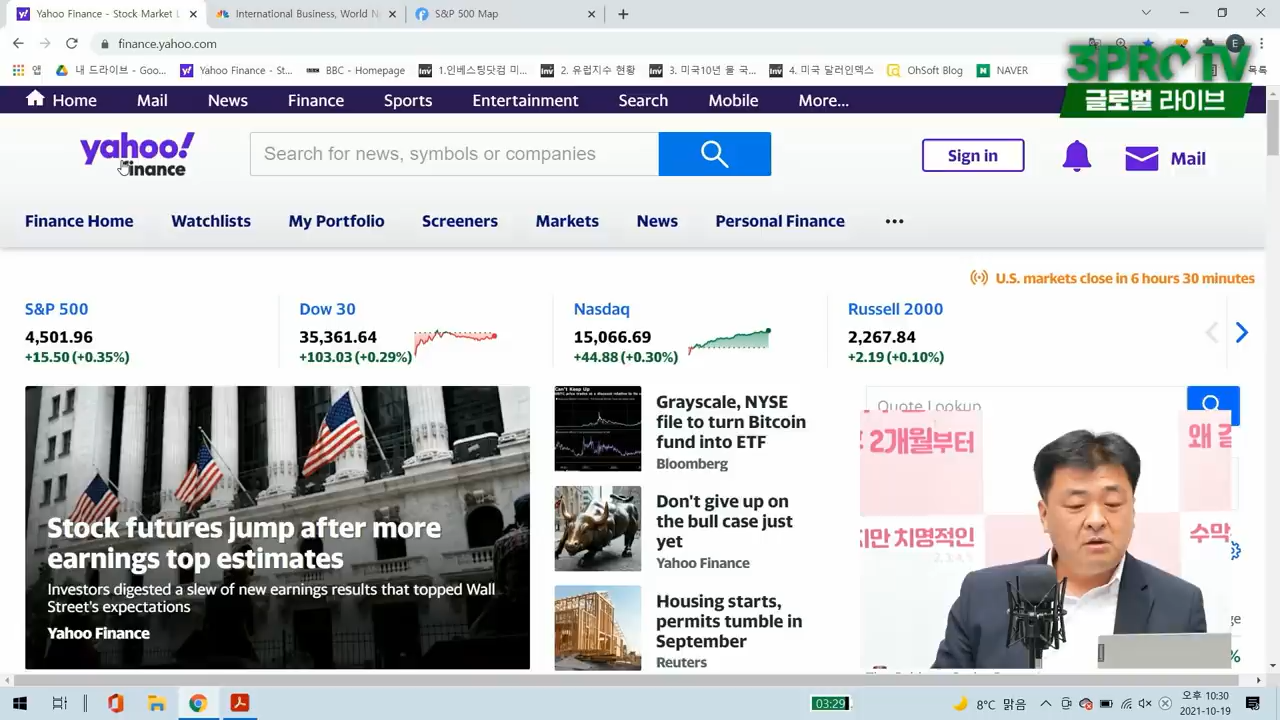 Yahoo Finance - Stock Market L
International Business, World N
S&P 500 Map
finance.yahoo.com
앱
내 드라이브 - Goo...
Yahoo Finance - St...
BBC - Homepage
1.인베스팅닷컴 |...
2. 유럽지수 현황
3. 미국10년 물 국...
4. 미국 달러인덱스
OhSoft Blog
NAVER
목록
3PROTV
글로벌 라이브
Home
Mail
News
Finance
Sports
Entertainment
Search
Mobile
More...
yahoo!
finance
Search for news, symbols or companies
Sign in
Mail
Finance Home
Watchlists
My Portfolio
Screeners
Markets
News
Personal Finance
U.S. markets close in 6 hours 30 minutes
S&P 500
4,501.96
+15.50 (+0.35%)
Dow 30
35,361.64
+103.03 (+0.29%)
Nasdaq
15,066.69
+44.88 (+0.30%)
Russell 2000
2,267.84
+2.19 (+0.10%)
Stock futures jump after more
earnings top estimates
Investors digested a slew of new earnings results that topped Wall
Street's expectations
Yahoo Finance
Grayscale, NYSE
file to turn Bitcoin
fund into ETF
Bloomberg
Don't give up on
the bull case just
yet
Yahoo Finance
Housing starts,
permits tumble in
September
Reuters
Quote Lookup
2개월부터
왜
지만 치명적인
수막
03:29
8°C 맑음
오후 10:30
2021-10-19